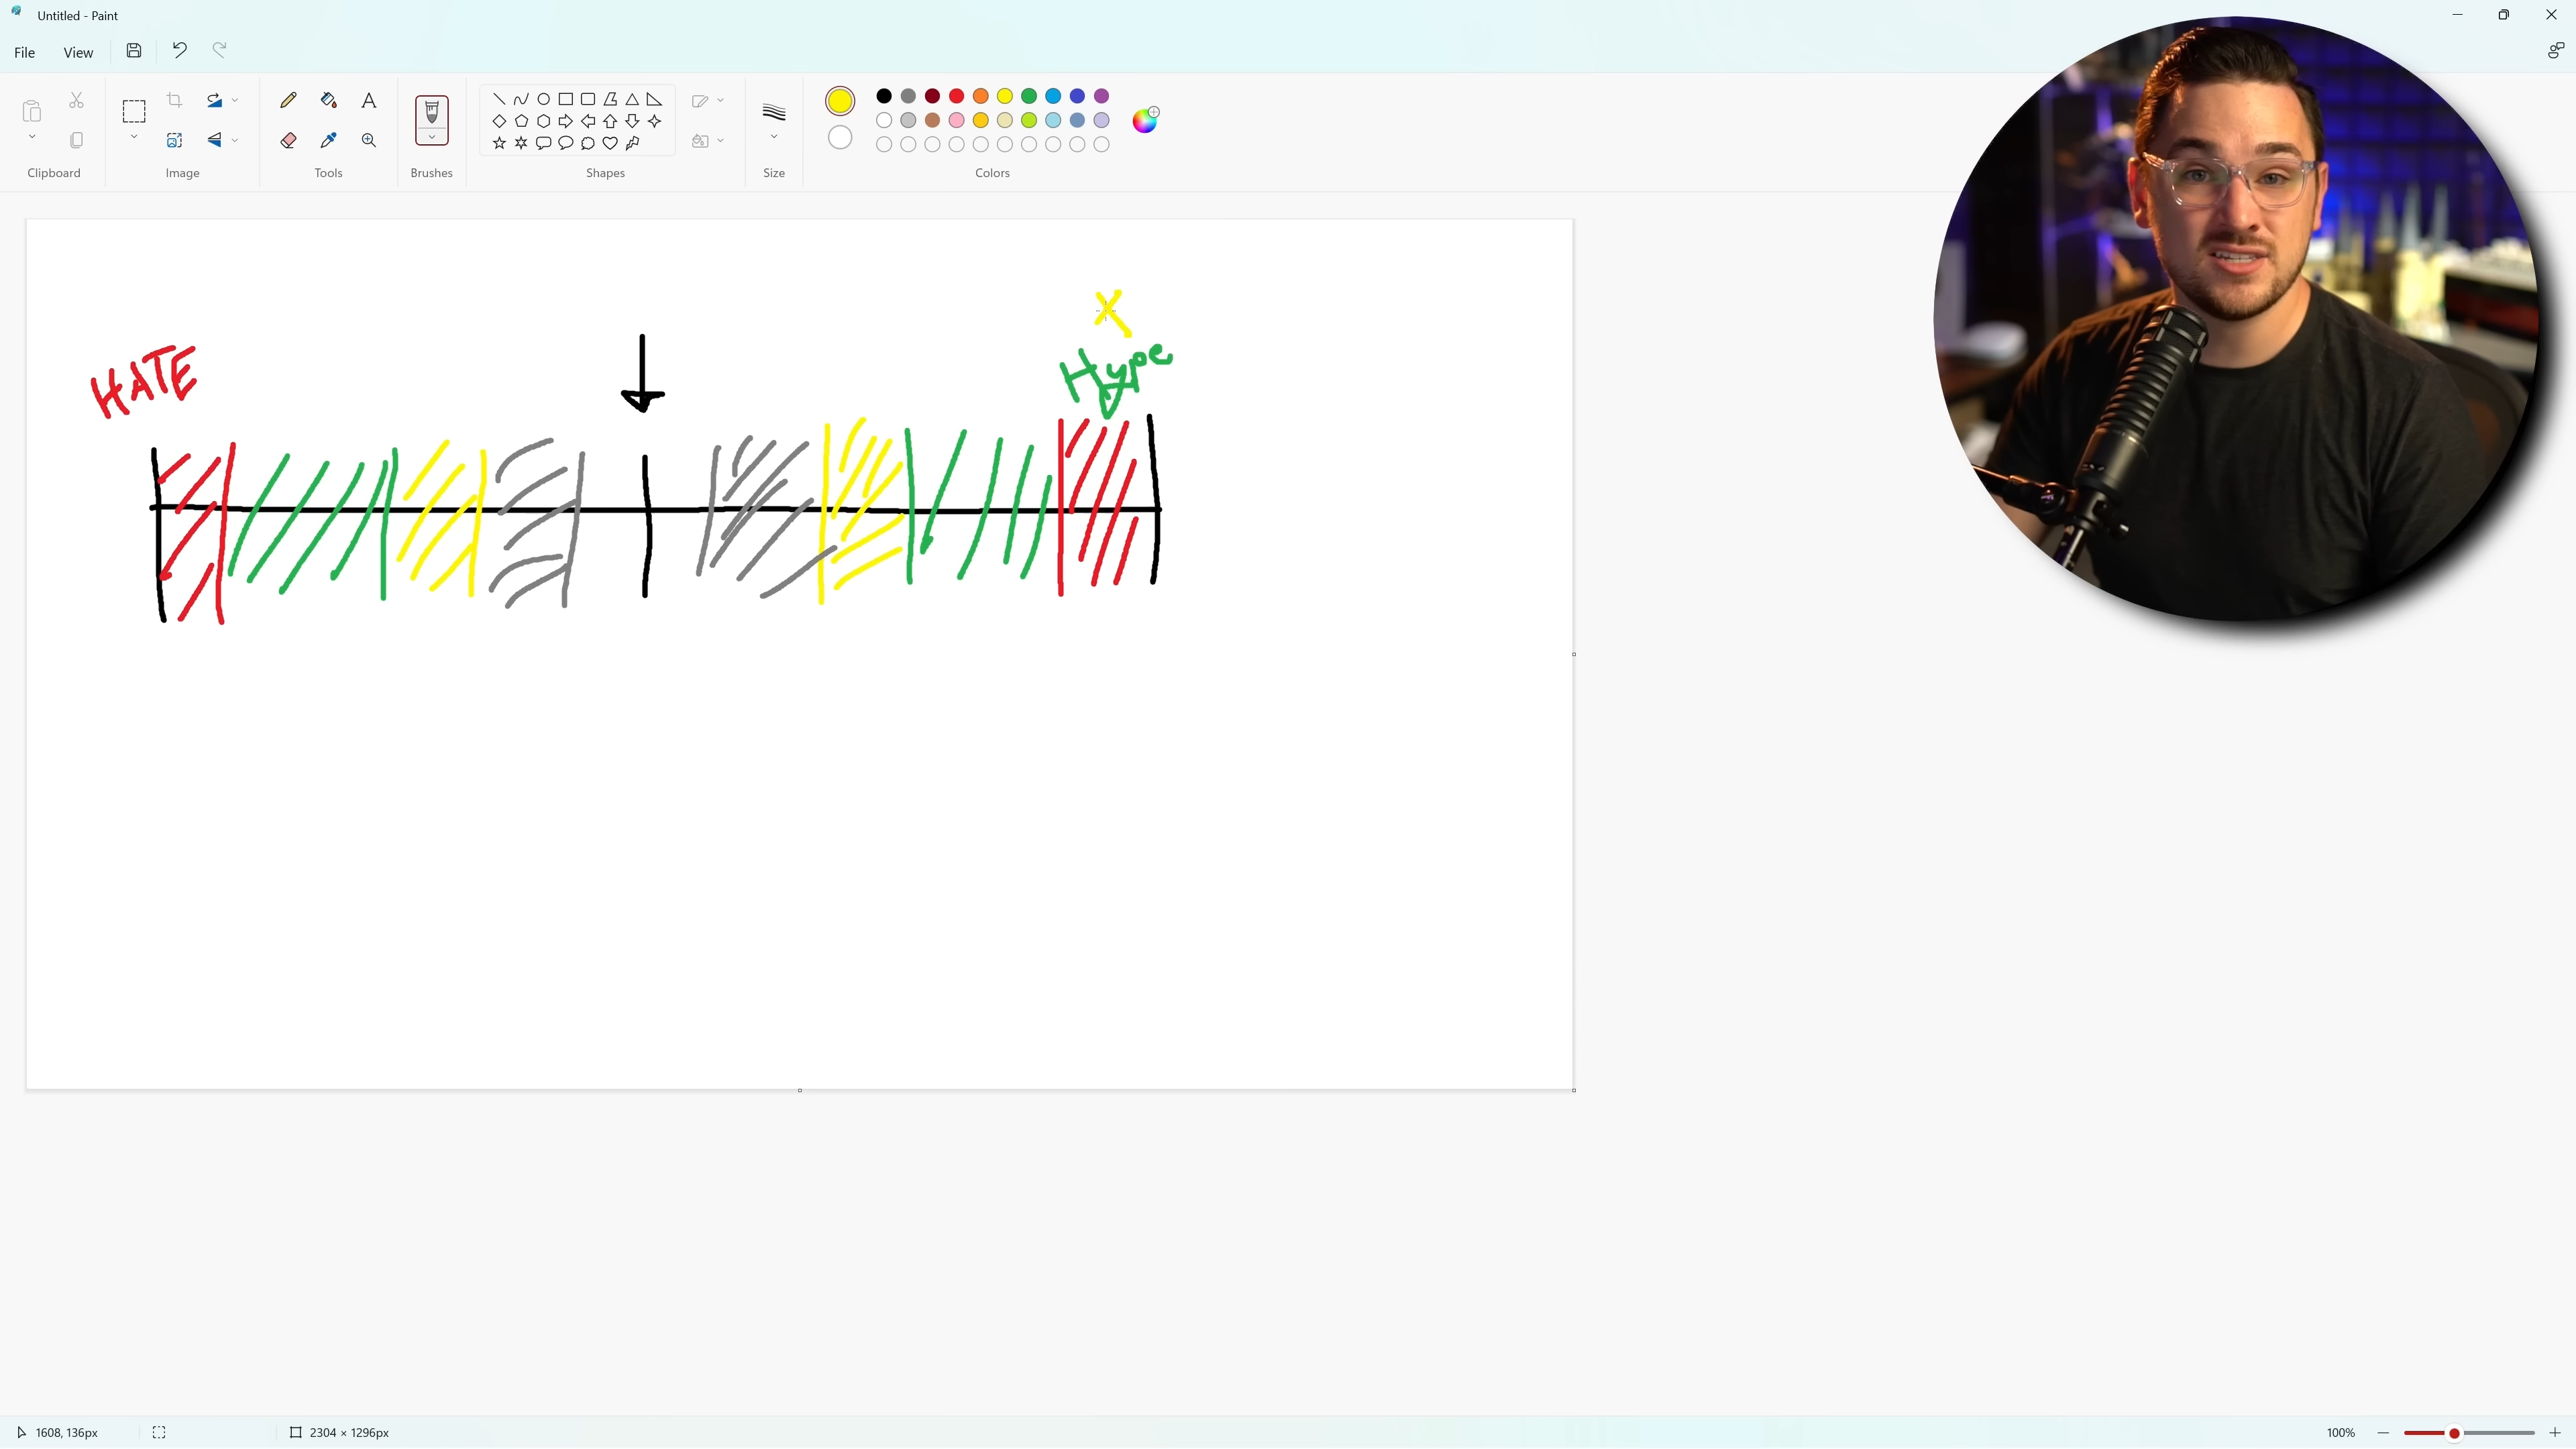 Untitled - Paint
File View
Clipboard Image Tools Brushes Shapes Size Colors
X
HATE
Hype
1608, 136px 2304 × 1296px 100%